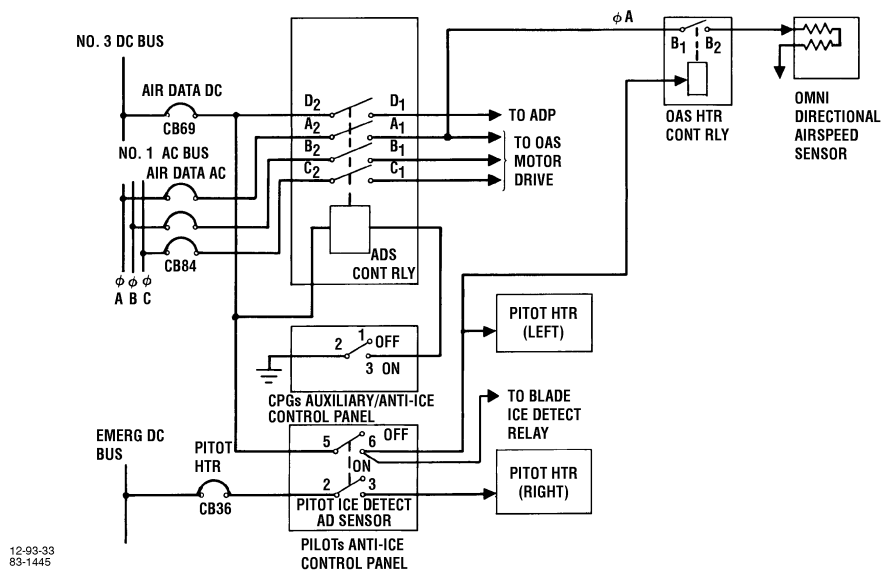 ϕA
NO. 3 DC BUS
B1 B2
AIR DATA DC
D2 D1
TO ADP
OAS HTR
CONT RLY
OMNI
DIRECTIONAL
AIRSPEED
SENSOR
CB69
A2 A1
TO OAS
MOTOR
DRIVE
NO. 1 AC BUS
B2 B1
AIR DATA AC
C2 C1
CB84
ADS
CONT RLY
ϕ ϕ ϕ
A B C
PITOT HTR
(LEFT)
1 OFF
2
3 ON
CPGs AUXILIARY/ANTI-ICE
CONTROL PANEL
TO BLADE
ICE DETECT
RELAY
EMERG DC
BUS
PITOT
HTR
OFF
5 6
ON
2 3
PITOT HTR
(RIGHT)
CB36
PITOT ICE DETECT
AD SENSOR
PILOTs ANTI-ICE
CONTROL PANEL
12-93-33
83-1445